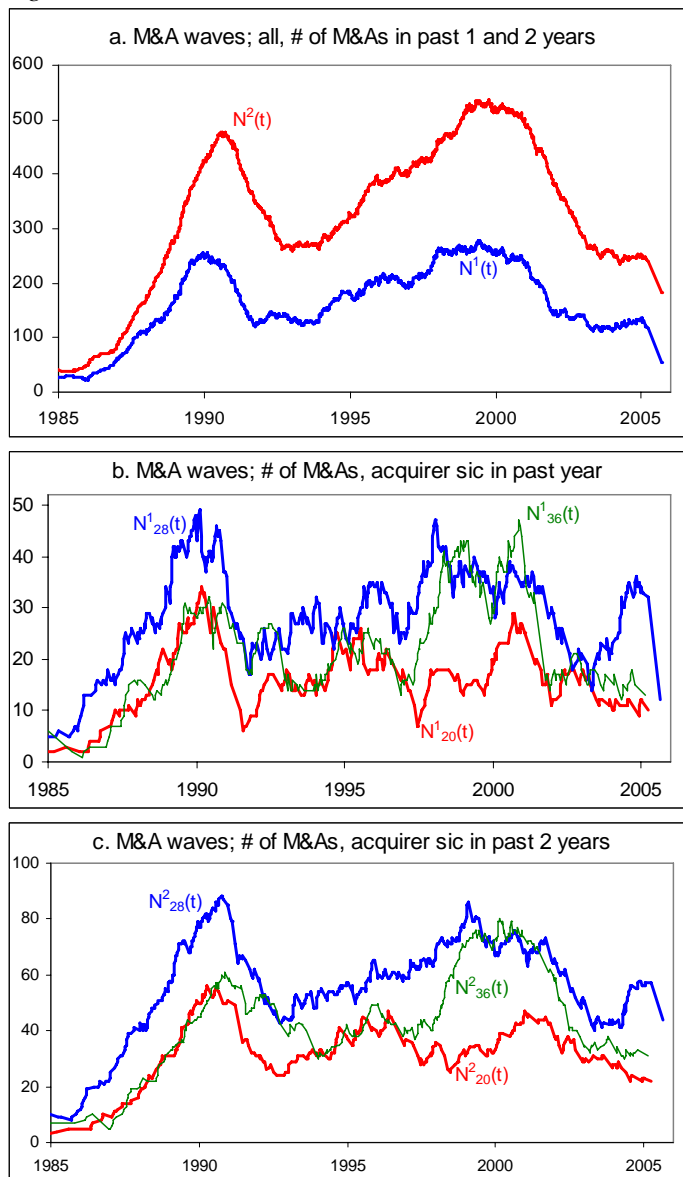 a. M&A waves; all, # of M&As in past 1 and 2 years
600
500
400
300
200
100
0
N²(t)
N¹(t)
1985 1990 1995 2000 2005
b. M&A waves; # of M&As, acquirer sic in past year
50
40
30
20
10
0
N¹₂₈(t)
N¹₃₆(t)
N¹₂₀(t)
1985 1990 1995 2000 2005
c. M&A waves; # of M&As, acquirer sic in past 2 years
100
80
60
40
20
0
N²₂₈(t)
N²₃₆(t)
N²₂₀(t)
1985 1990 1995 2000 2005